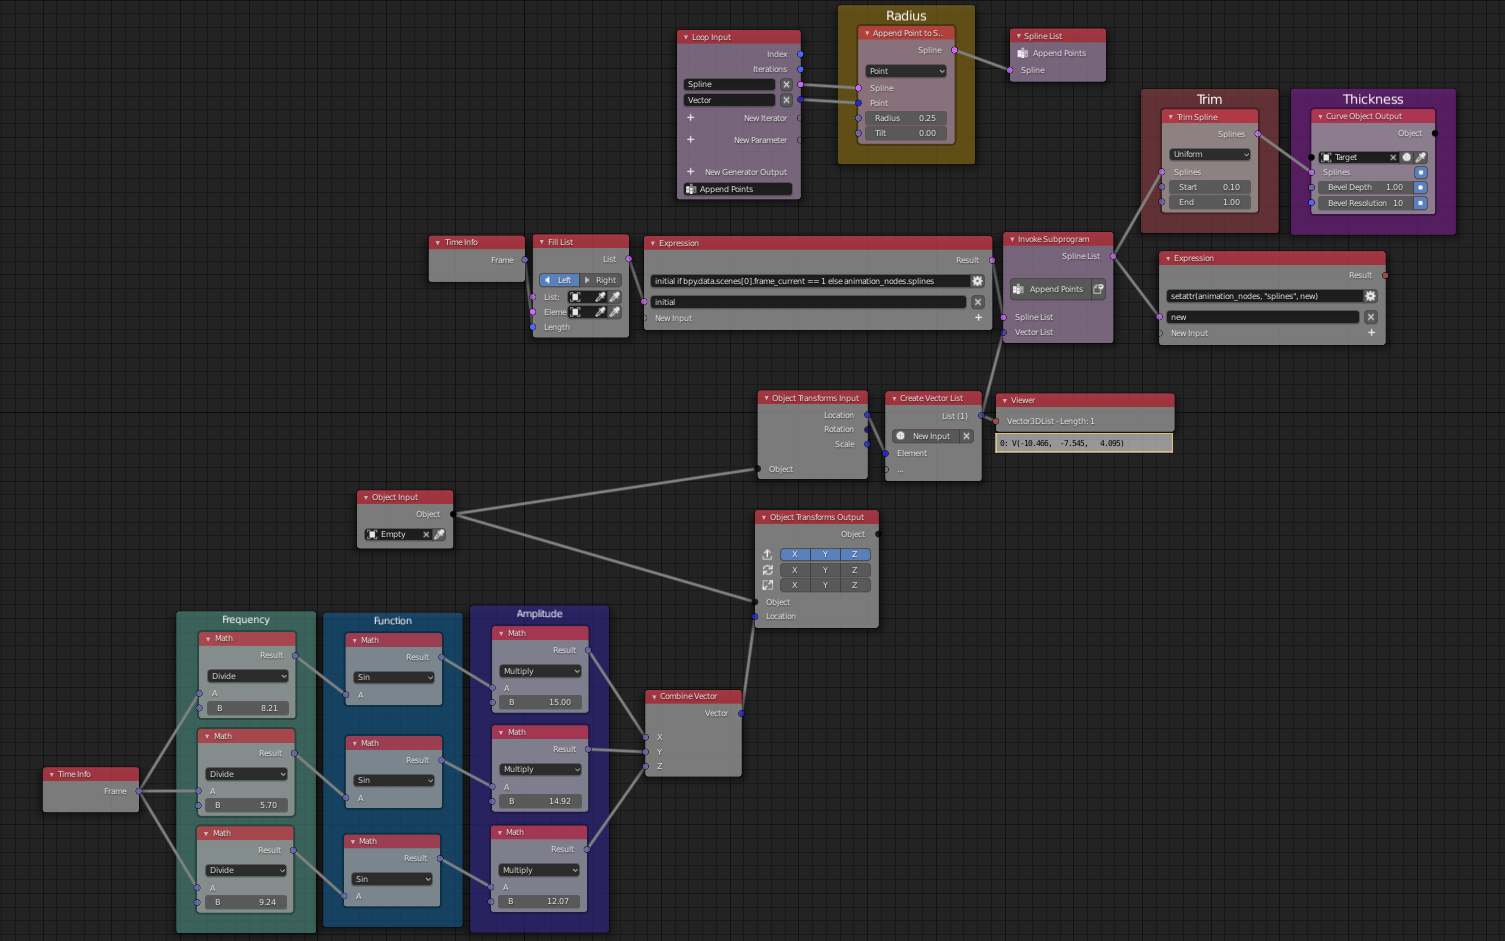 Radius
Loop Input
Index
Iterations
Spline
Vector
New Iterator
New Parameter
New Generator Output
Append Points
Append Point to S..
Spline
Point
Spline
Point
Radius 0.25
Tilt 0.00
Spline List
Append Points
Spline
Trim
Trim Spline
Splines
Uniform
Splines
Start 0.10
End 1.00
Thickness
Curve Object Output
Object
Target
Splines
Bevel Depth 1.00
Bevel Resolution 10
Time Info
Frame
Fill List
List
Left Right
List:
Eleme
Length
Expression
Result
initial if bpy.data.scenes[0].frame_current == 1 else animation_nodes.splines
initial
New Input
Invoke Subprogram
Spline List
Append Points
Spline List
Vector List
Expression
Result
setattr(animation_nodes, "splines", new)
new
New Input
Object Transforms Input
Location
Rotation
Scale
Object
Create Vector List
List (1)
New Input
Element
...
Viewer
Vector3DList - Length: 1
0: V(-10.466, -7.545, 4.095)
Object Input
Object
Empty
Object Transforms Output
Object
X Y Z
X Y Z
X Y Z
Object
Location
Frequency
Math
Result
Divide
A
B 8.21
Math
Result
Divide
A
B 5.70
Math
Result
Divide
A
B 9.24
Function
Math
Result
Sin
A
Math
Result
Sin
A
Math
Result
Sin
A
Amplitude
Math
Result
Multiply
A
B 15.00
Math
Result
Multiply
A
B 14.92
Math
Result
Multiply
A
B 12.07
Combine Vector
Vector
X
Y
Z
Time Info
Frame